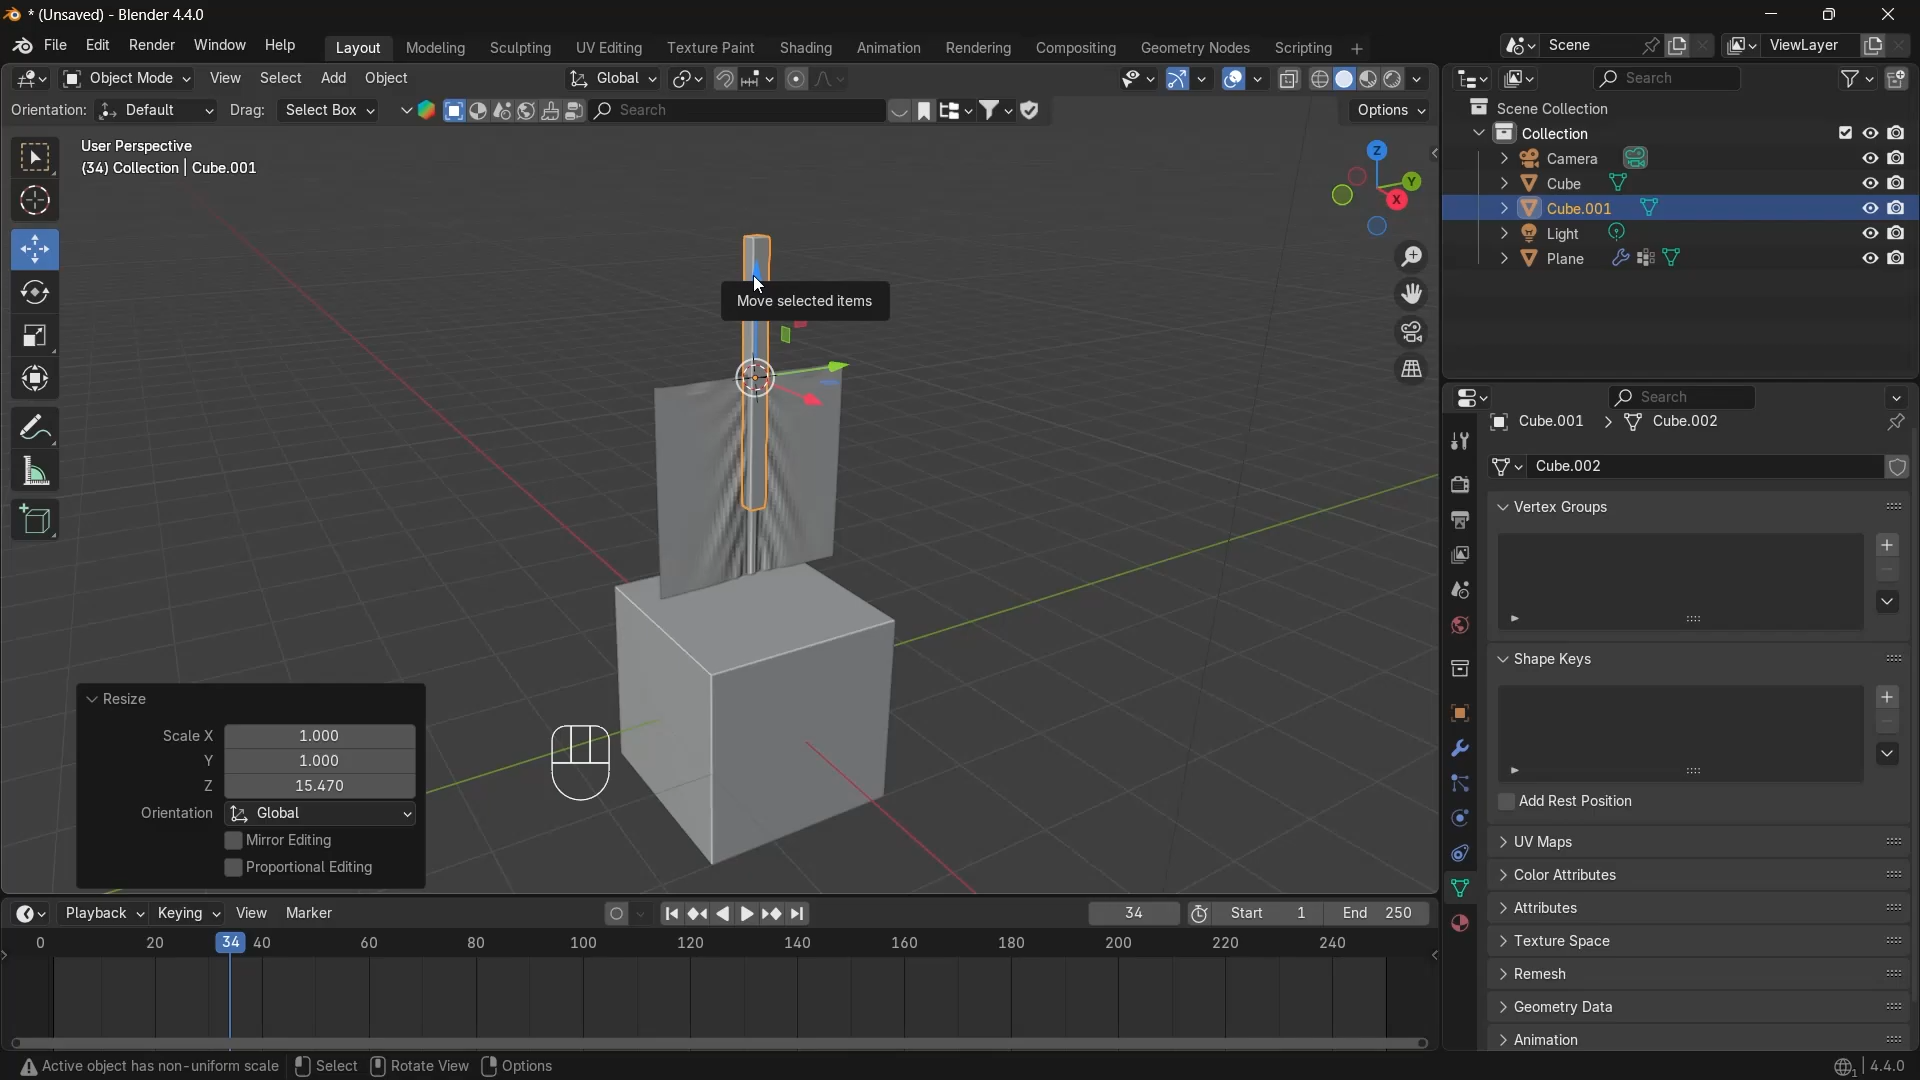 * (Unsaved) - Blender 4.4.0
File Edit Render Window Help Layout Modeling Sculpting UV Editing Texture Paint Shading Animation Rendering Compositing Geometry Nodes Scripting + Scene ViewLayer
Object Mode View Select Add Object Global Search
Orientation: Default Drag: Select Box Search Options
User Perspective
(34) Collection | Cube.001
Z
Y
X
Move selected items
Scene Collection
Collection
Camera
Cube
Cube.001
Light
Plane
Search
Cube.001 > Cube.002
Cube.002
Vertex Groups
Shape Keys
Add Rest Position
UV Maps
Color Attributes
Attributes
Texture Space
Remesh
Geometry Data
Animation
Resize
Scale X 1.000
Y 1.000
Z 15.470
Orientation Global
Mirror Editing
Proportional Editing
Playback Keying View Marker 34 Start 1 End 250
0 20 34 40 60 80 100 120 140 160 180 200 220 240
Active object has non-uniform scale Select Rotate View Options 1 4.4.0